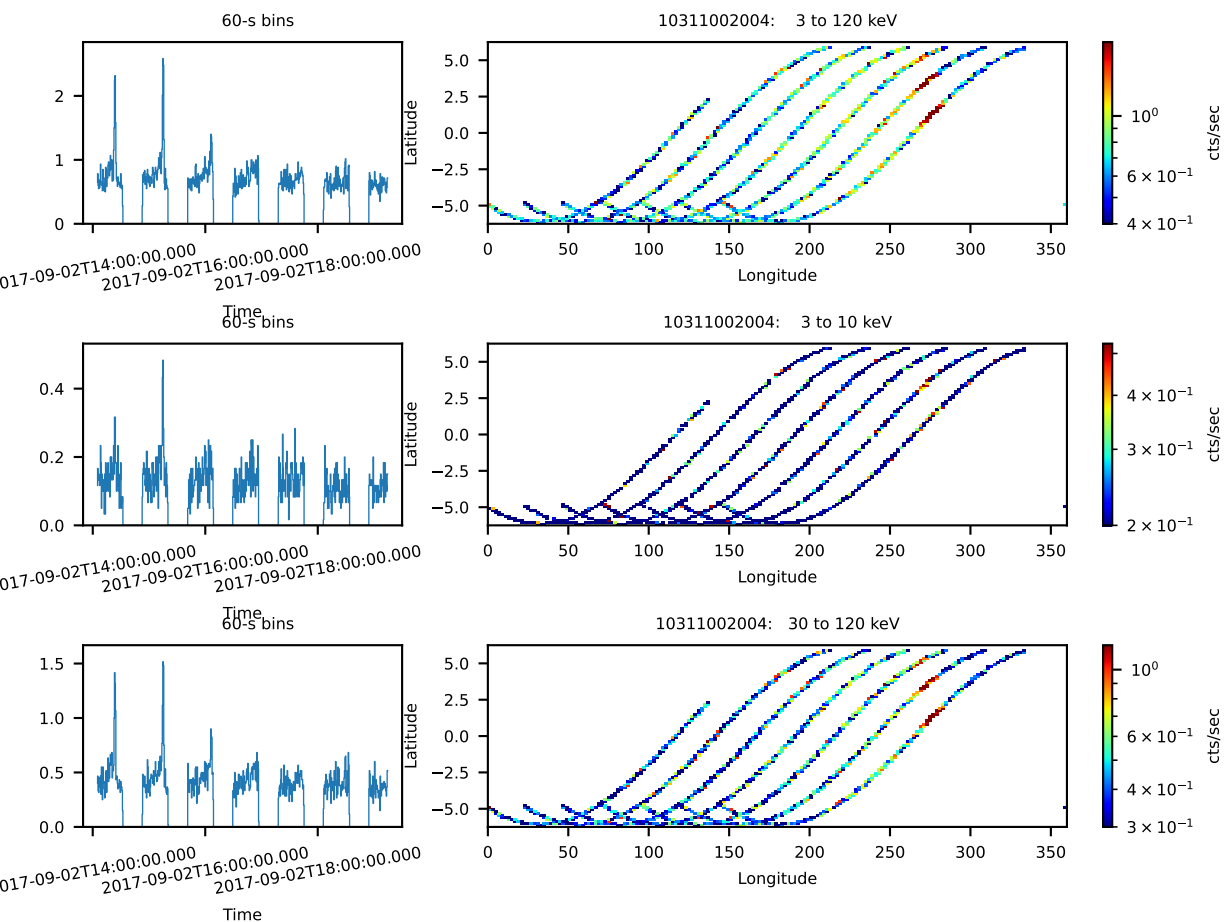 60-s bins
10311002004:    3 to 120 keV
2
1
0
Latitude
5.0
2.5
0.0
−2.5
−5.0
10⁰
6 × 10⁻¹
4 × 10⁻¹
cts/sec
0 50 100 150 200 250 300 350
Longitude
017-09-02T14:00:00.000
2017-09-02T16:00:00.000
2017-09-02T18:00:00.000
Time
60-s bins
10311002004:    3 to 10 keV
0.4
0.2
0.0
Latitude
5.0
2.5
0.0
−2.5
−5.0
4 × 10⁻¹
3 × 10⁻¹
2 × 10⁻¹
cts/sec
0 50 100 150 200 250 300 350
Longitude
017-09-02T14:00:00.000
2017-09-02T16:00:00.000
2017-09-02T18:00:00.000
Time
60-s bins
10311002004:   30 to 120 keV
1.5
1.0
0.5
0.0
Latitude
5.0
2.5
0.0
−2.5
−5.0
10⁰
6 × 10⁻¹
4 × 10⁻¹
3 × 10⁻¹
cts/sec
0 50 100 150 200 250 300 350
Longitude
017-09-02T14:00:00.000
2017-09-02T16:00:00.000
2017-09-02T18:00:00.000
Time